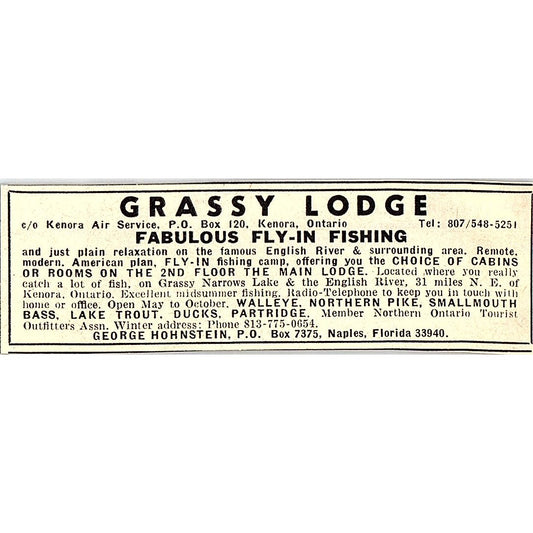 GRASSY LODGE
c/o Kenora Air Service, P.O. Box 120, Kenora, Ontario Tel: 807/548-5251
FABULOUS FLY-IN FISHING
and just plain relaxation on the famous English River & surrounding area. Remote,
modern. American plan, FLY-IN fishing camp, offering you the CHOICE OF CABINS
OR ROOMS ON THE 2ND FLOOR THE MAIN LODGE. Located where you really
catch a lot of fish, on Grassy Narrows Lake & the English River, 31 miles N. E. of
Kenora, Ontario. Excellent midsummer fishing. Radio-Telephone to keep you in touch with
home or office. Open May to October. WALLEYE, NORTHERN PIKE, SMALLMOUTH
BASS, LAKE TROUT, DUCKS, PARTRIDGE. Member Northern Ontario Tourist
Outfitters Assn. Winter address: Phone 813-775-0654.
GEORGE HOHNSTEIN, P.O. Box 7375, Naples, Florida 33940.